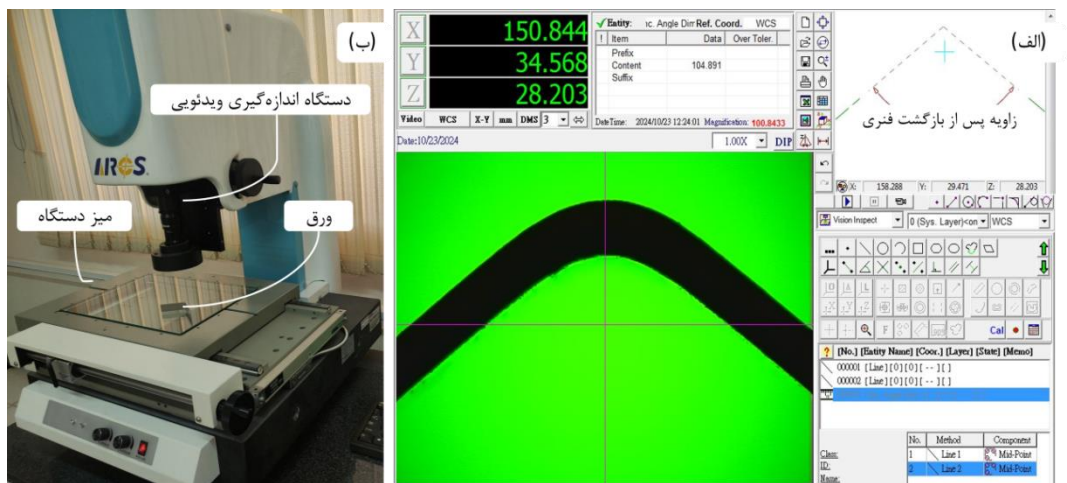 (ب)
دستگاه اندازه‌گیری ویدئویی
ARCS
میز دستگاه
ورق
X 150.844
Y 34.568
Z 28.203
Video WCS X-Y mm DMS 3
Entity: ıc. Angle Dim Ref. Coord. WCS
! Item Data Over Toler.
Prefix
Content 104.891
Suffix
DateTime: 2024/10/23 12:24:01 Magnification: 100.8433
Date:10/23/2024 1.00X DIP
(الف)
زاویه پس از بازگشت فنری
X: 158.288 Y: 29.471 Z: 28.203
Vision Inspect 0 (Sys. Layer)<on WCS
F Cal
? [No.] [Entity Name] [Coor.] [Layer] [State] [Memo]
000001 [Line][0][0][ -- ][ ]
000002 [Line][0][0][ -- ][ ]
No. Method Component
Class: 1 Line 1 Mid-Point
ID: 2 Line 2 Mid-Point
Name: